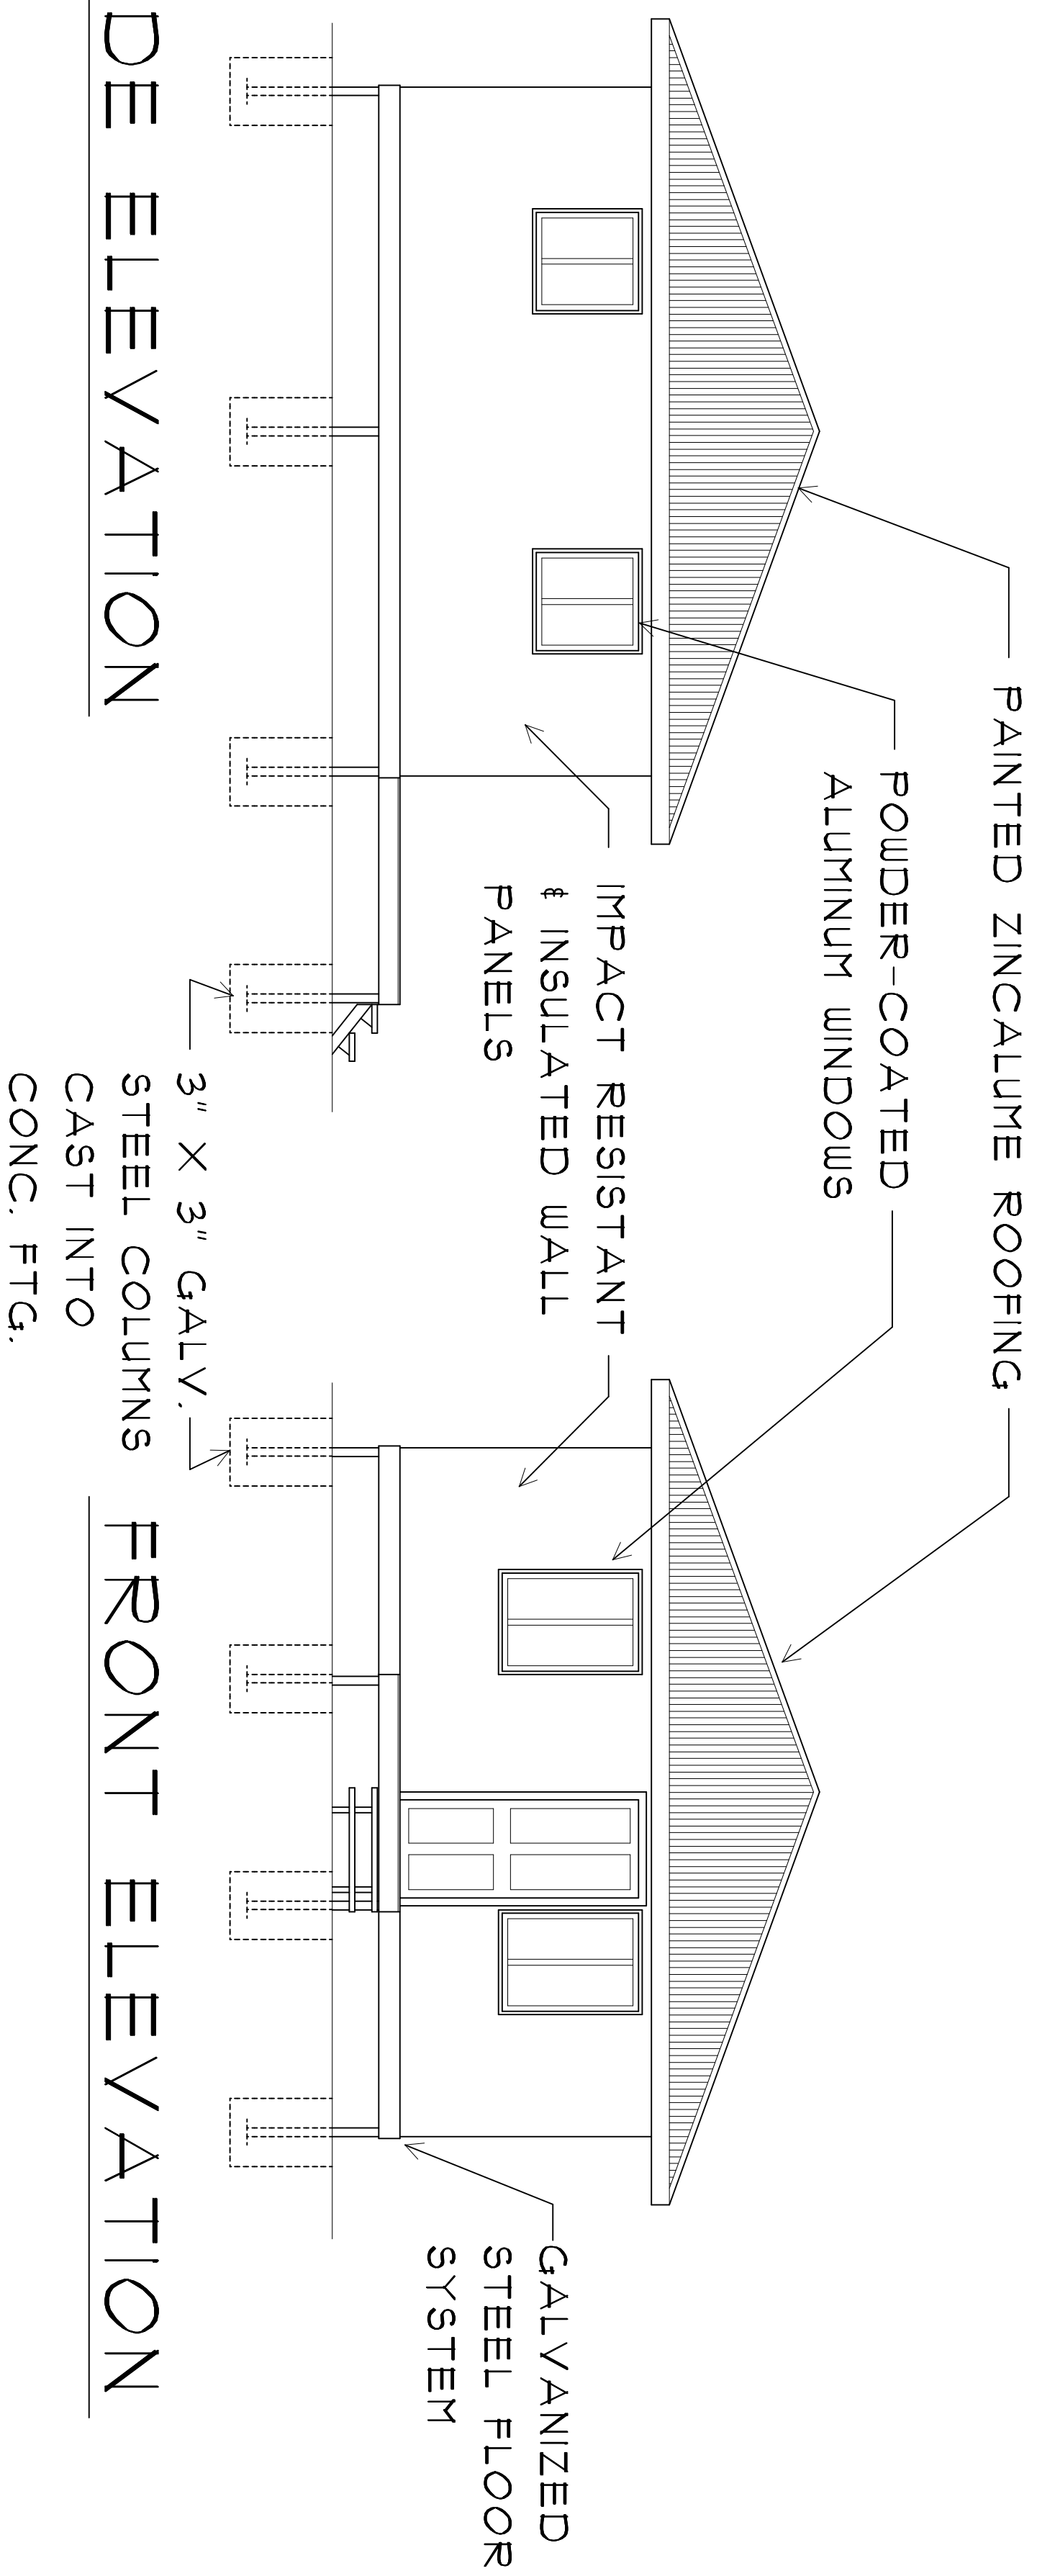 PAINTED ZINCALUME ROOFING
POWDER-COATED
ALUMINUM WINDOWS
IMPACT RESISTANT
& INSULATED WALL
PANELS
GALVANIZED
STEEL FLOOR
SYSTEM
3" X 3" GALV.
STEEL COLUMNS
CAST INTO
CONC. FTG.
DE ELEVATION
FRONT ELEVATION